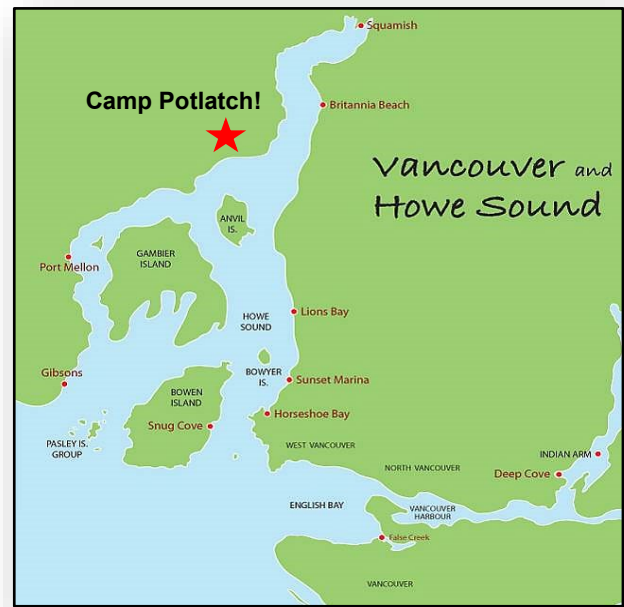 Squamish
Camp Potlatch!
Britannia Beach
Vancouver and
Howe Sound
ANVIL
IS.
GAMBIER
ISLAND
Port Mellon
HOWE
SOUND
Lions Bay
Gibsons
BOWYER
IS.
Sunset Marina
BOWEN
ISLAND
Horseshoe Bay
Snug Cove
PASLEY IS.
GROUP
WEST VANCOUVER
INDIAN ARM
NORTH VANCOUVER
Deep Cove
ENGLISH BAY
VANCOUVER
HARBOUR
False Creek
VANCOUVER